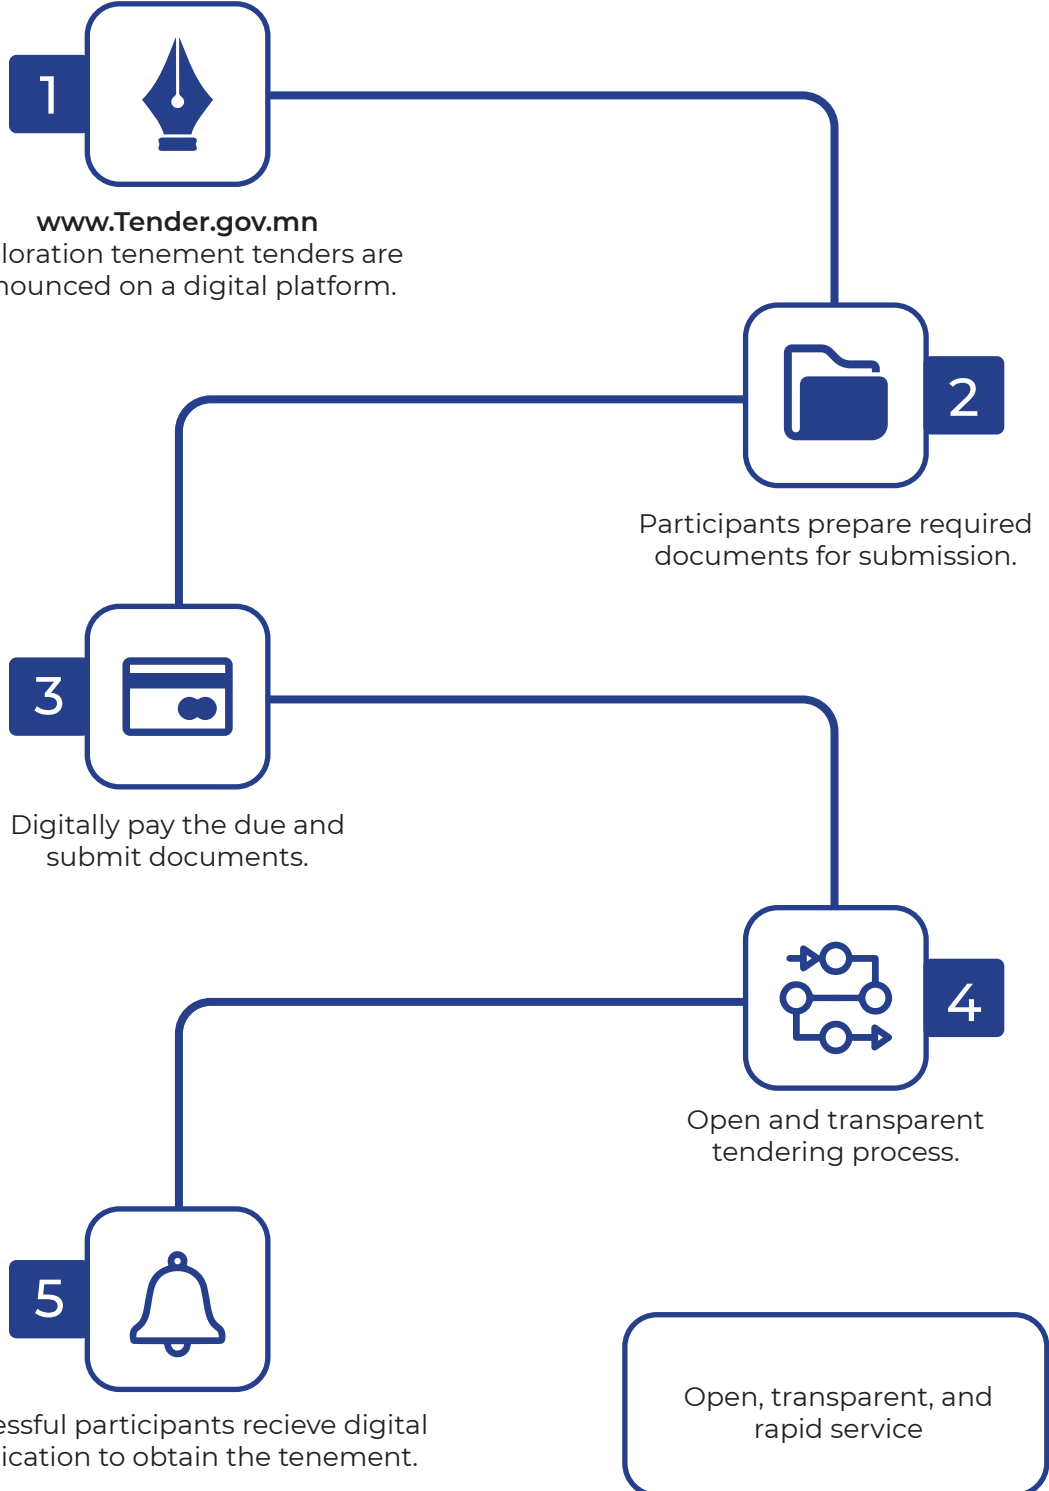 1
www.Tender.gov.mn
loration tenement tenders are
nounced on a digital platform.
2
Participants prepare required
documents for submission.
3
Digitally pay the due and
submit documents.
4
Open and transparent
tendering process.
5
essful participants recieve digital
ication to obtain the tenement.
Open, transparent, and
rapid service